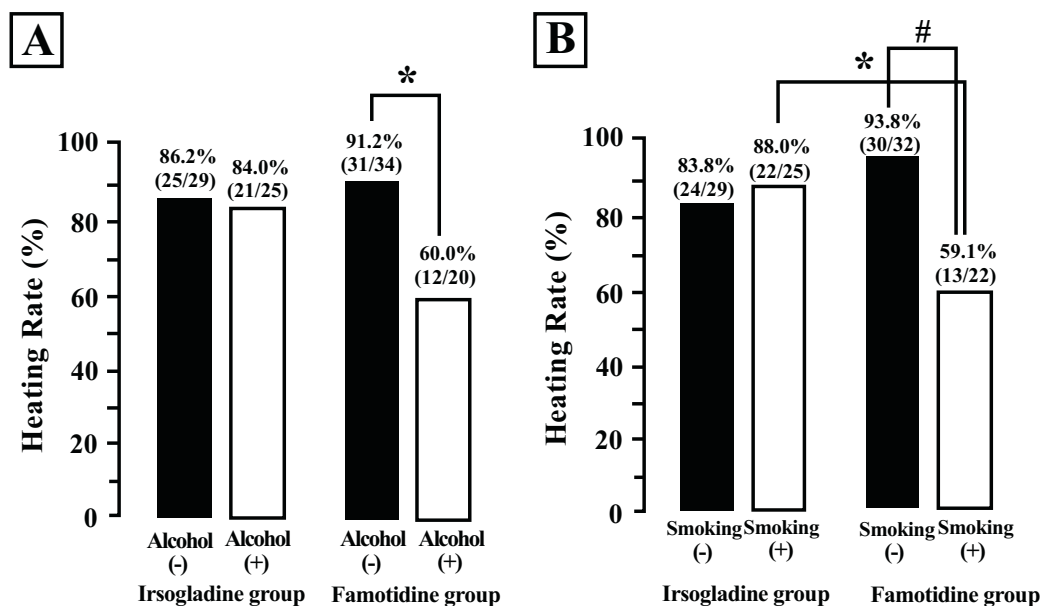 A
Heating Rate (%)
100
80
60
40
20
0
86.2%
(25/29)
84.0%
(21/25)
91.2%
(31/34)
*
60.0%
(12/20)
Alcohol
(-)
Alcohol
(+)
Alcohol
(-)
Alcohol
(+)
Irsogladine group
Famotidine group
B
Heating Rate (%)
100
80
60
40
20
0
83.8%
(24/29)
88.0%
(22/25)
*
#
93.8%
(30/32)
59.1%
(13/22)
Smoking
(-)
Smoking
(+)
Smoking
(-)
Smoking
(+)
Irsogladine group
Famotidine group